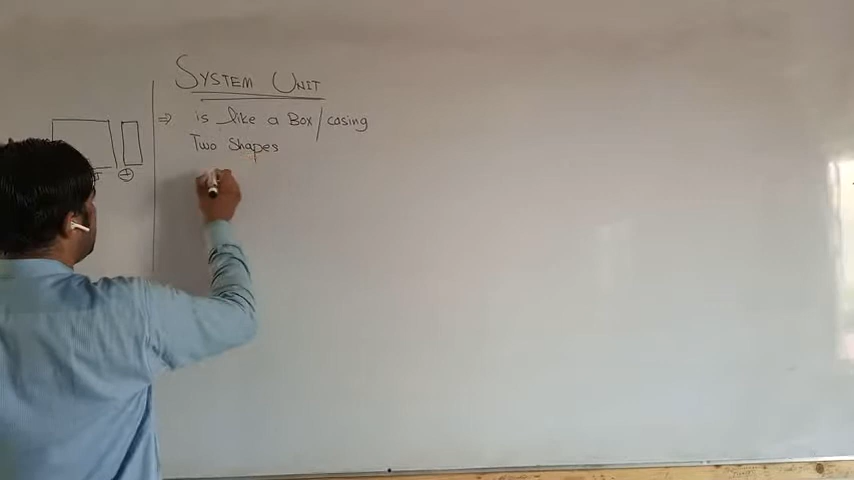 SYSTEM UNIT
⇒ is like a Box/casing
Two Shapes